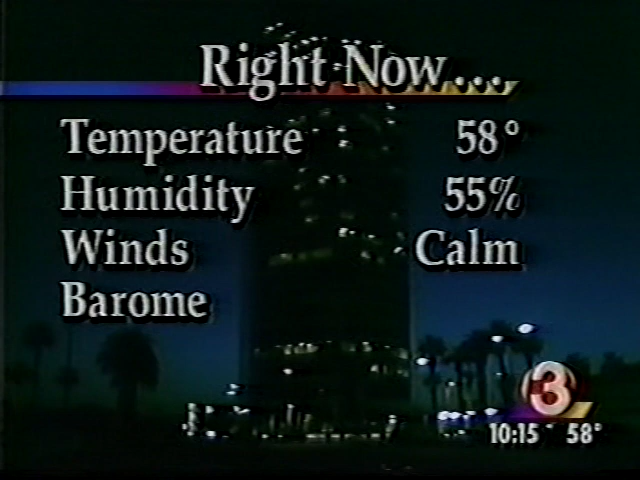 Right Now....
Temperature 58°
Humidity 55%
Winds Calm
Barome
3
10:15 58°